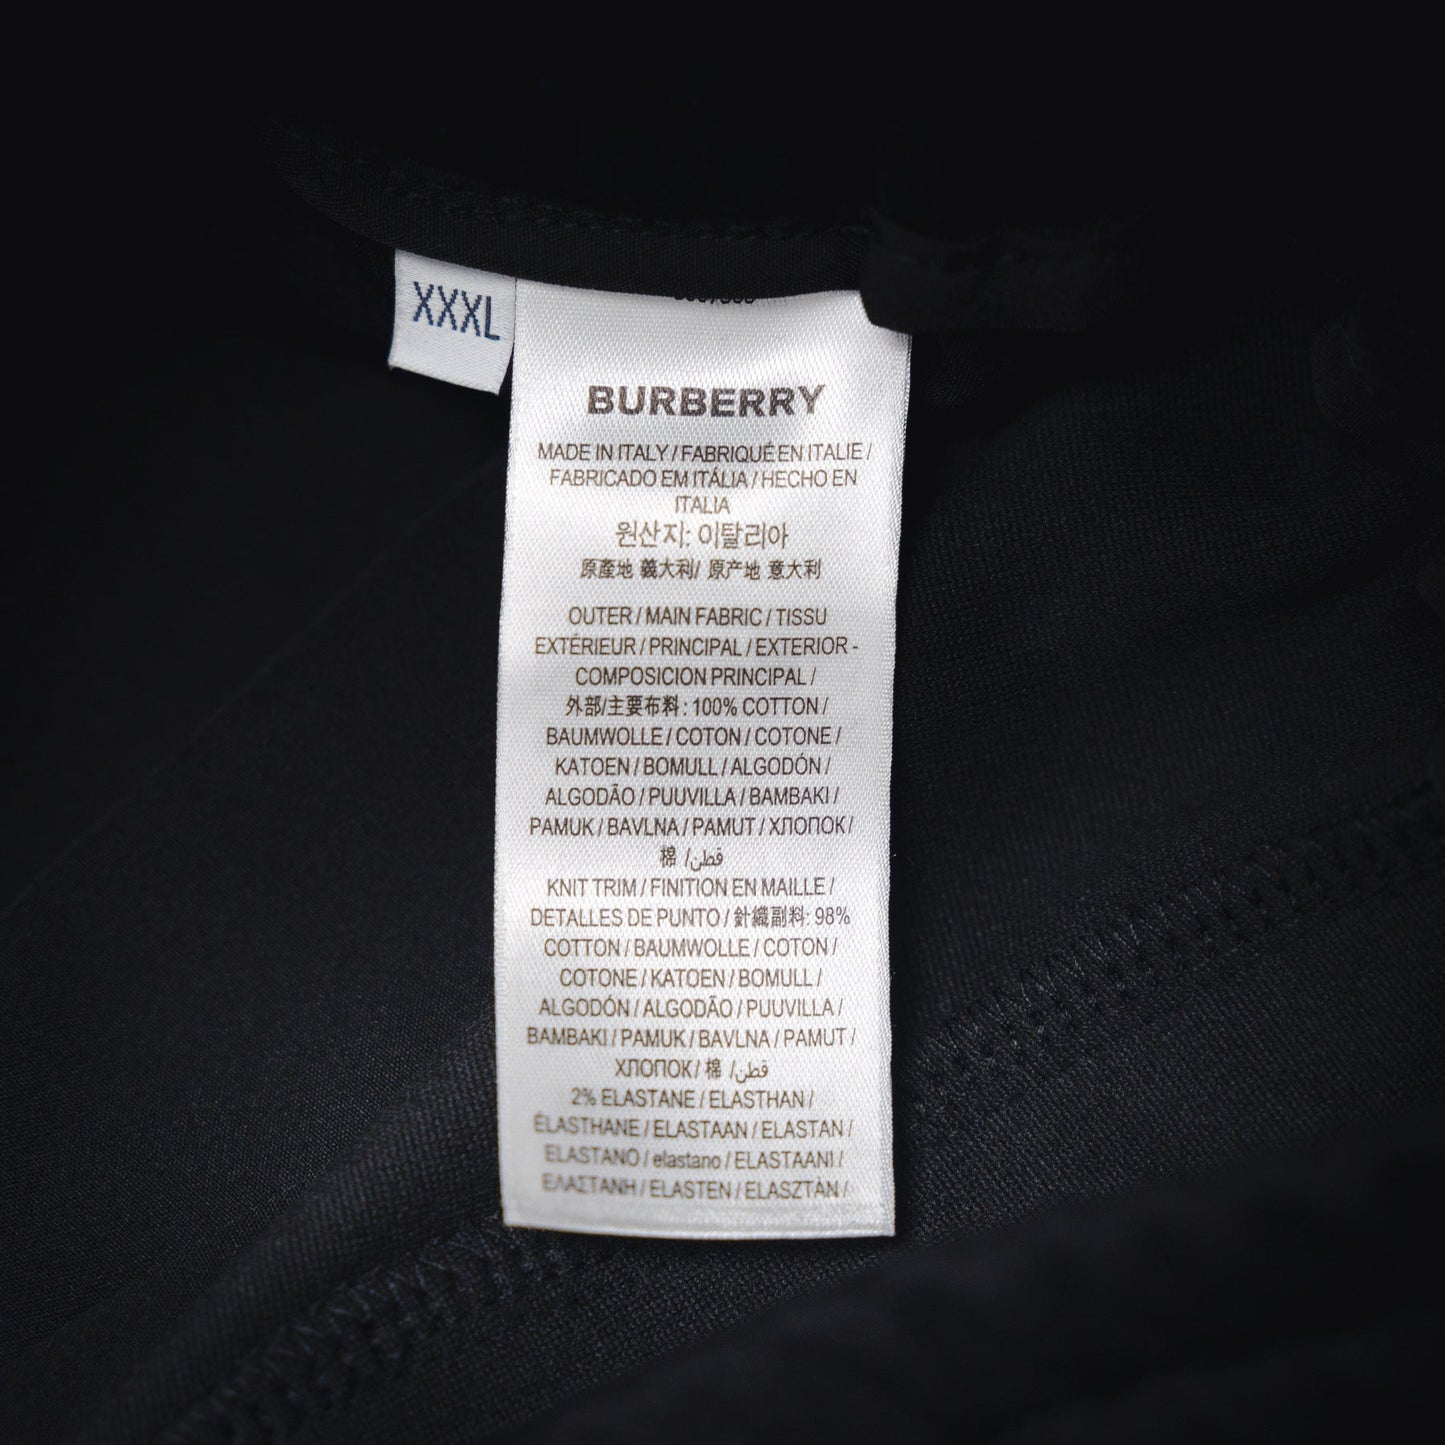 XXXL
BURBERRY
MADE IN ITALY / FABRIQUÉ EN ITALIE /
FABRICADO EM ITÁLIA / HECHO EN
ITALIA
원산지: 이탈리아
原產地 義大利/ 原产地 意大利
OUTER / MAIN FABRIC / TISSU
EXTÉRIEUR / PRINCIPAL / EXTERIOR -
COMPOSICION PRINCIPAL /
外部/主要布料: 100% COTTON /
BAUMWOLLE / COTON / COTONE /
KATOEN / BOMULL / ALGODÓN /
ALGODÃO / PUUVILLA / BAMBAKI /
PAMUK / BAVLNA / PAMUT / ХЛОПОК /
棉 / قطن/
KNIT TRIM / FINITION EN MAILLE /
DETALLES DE PUNTO / 針織副料: 98%
COTTON / BAUMWOLLE / COTON /
COTONE / KATOEN / BOMULL /
ALGODÓN / ALGODÃO / PUUVILLA /
BAMBAKI / PAMUK / BAVLNA / PAMUT /
ХЛОПОК / 棉 / قطن/
2% ELASTANE / ELASTHAN /
ÉLASTHANE / ELASTAAN / ELASTAN /
ELASTANO / elastano / ELASTAANI /
ΕΛΑΣΤΑΝΗ / ELASTEN / ELASZTÁN /